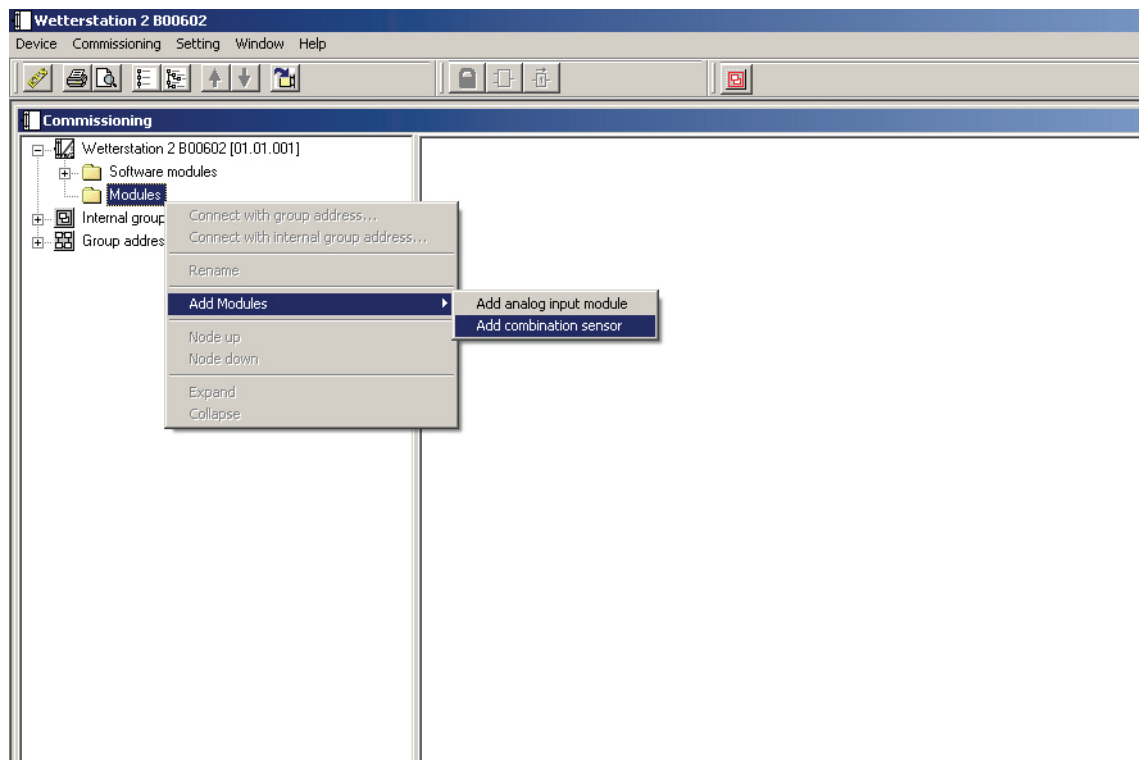 Wetterstation 2 B00602
Device Commissioning Setting Window Help
Commissioning
Wetterstation 2 B00602 [01.01.001]
Software modules
Modules
Internal group
Group addres
Connect with group address...
Connect with internal group address...
Rename
Add Modules
Node up
Node down
Expand
Collapse
Add analog input module
Add combination sensor